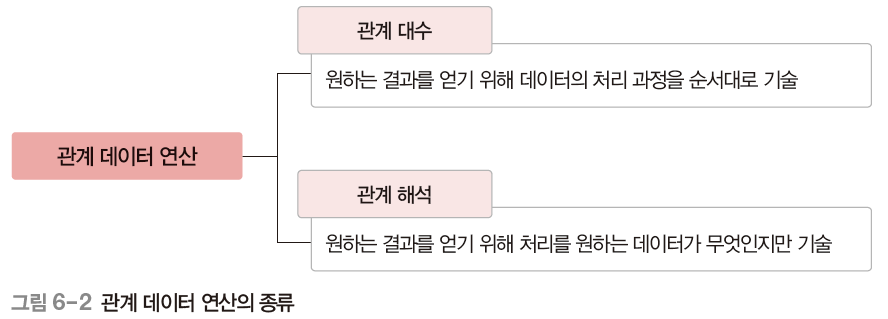 관계 대수
원하는 결과를 얻기 위해 데이터의 처리 과정을 순서대로 기술
관계 데이터 연산
관계 해석
원하는 결과를 얻기 위해 처리를 원하는 데이터가 무엇인지만 기술
그림 6-2 관계 데이터 연산의 종류